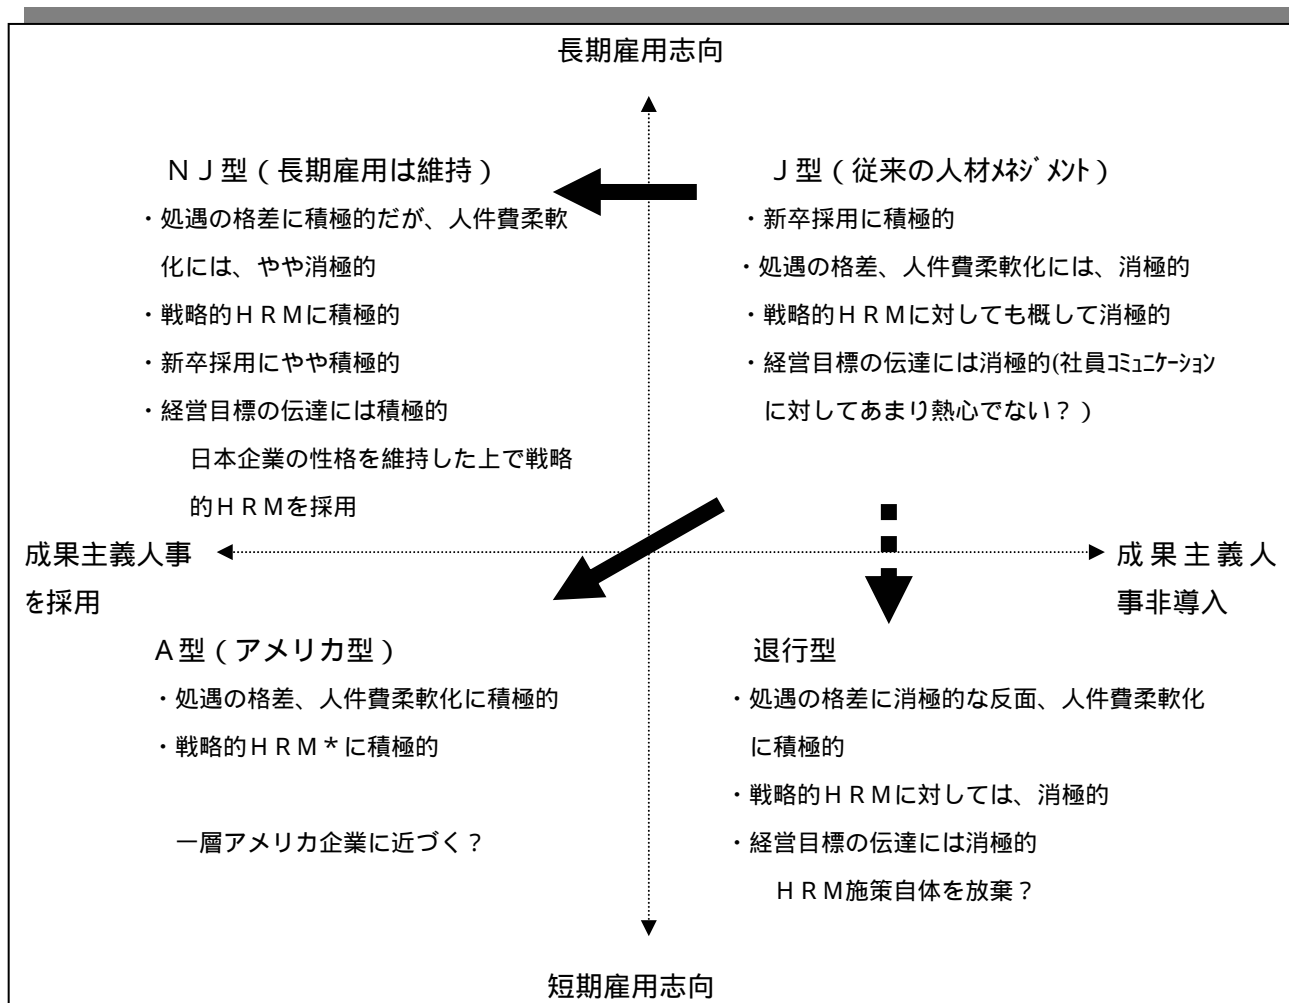 長期雇用志向
NJ型(長期雇用は維持)
・処遇の格差に積極的だが、人件費柔軟
化には、やや消極的
・戦略的HRMに積極的
・新卒採用にやや積極的
・経営目標の伝達には積極的
日本企業の性格を維持した上で戦略
的HRMを採用
J型(従来の人材マネジメント)
・新卒採用に積極的
・処遇の格差、人件費柔軟化には、消極的
・戦略的HRMに対しても概して消極的
・経営目標の伝達には消極的(社員コミュニケーション
に対してあまり熱心でない?)
成果主義人事
を採用
成果主義人
事非導入
A型(アメリカ型)
・処遇の格差、人件費柔軟化に積極的
・戦略的HRM*に積極的
一層アメリカ企業に近づく?
退行型
・処遇の格差に消極的な反面、人件費柔軟化
に積極的
・戦略的HRMに対しては、消極的
・経営目標の伝達には消極的
HRM施策自体を放棄?
短期雇用志向